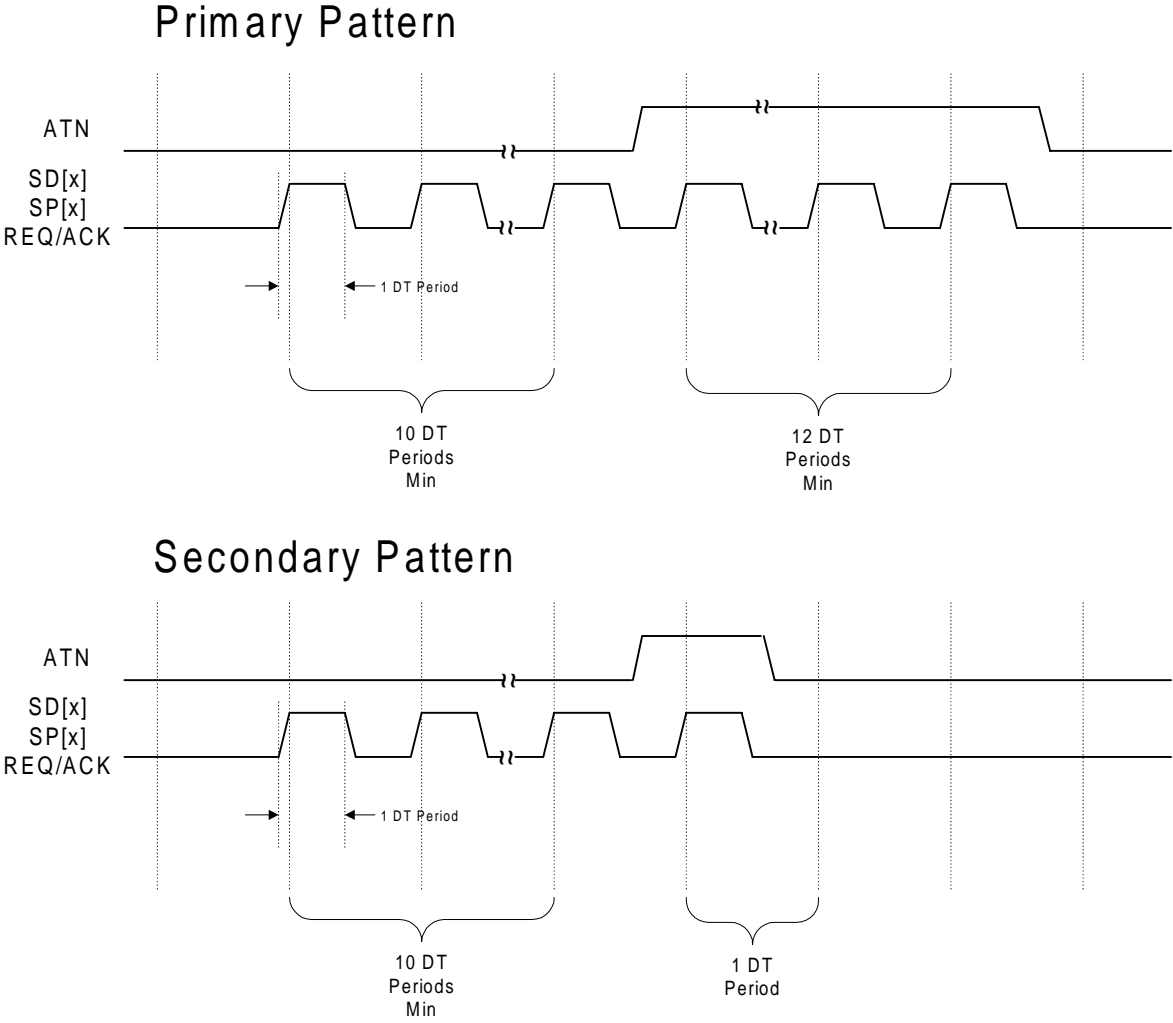 Primary Pattern
ATN
SD[x]
SP[x]
REQ/ACK
1 DT Period
10 DT
Periods
Min
12 DT
Periods
Min
Secondary Pattern
ATN
SD[x]
SP[x]
REQ/ACK
1 DT Period
10 DT
Periods
Min
1 DT
Period